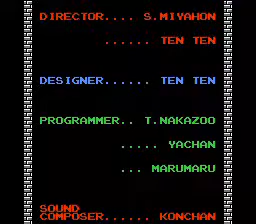 DIRECTOR.... S.MIYAHON
...... TEN TEN
DESIGNER...... TEN TEN
PROGRAMMER.. T.NAKAZOO
..... YACHAN
... MARUMARU
SOUND
COMPOSER...... KONCHAN